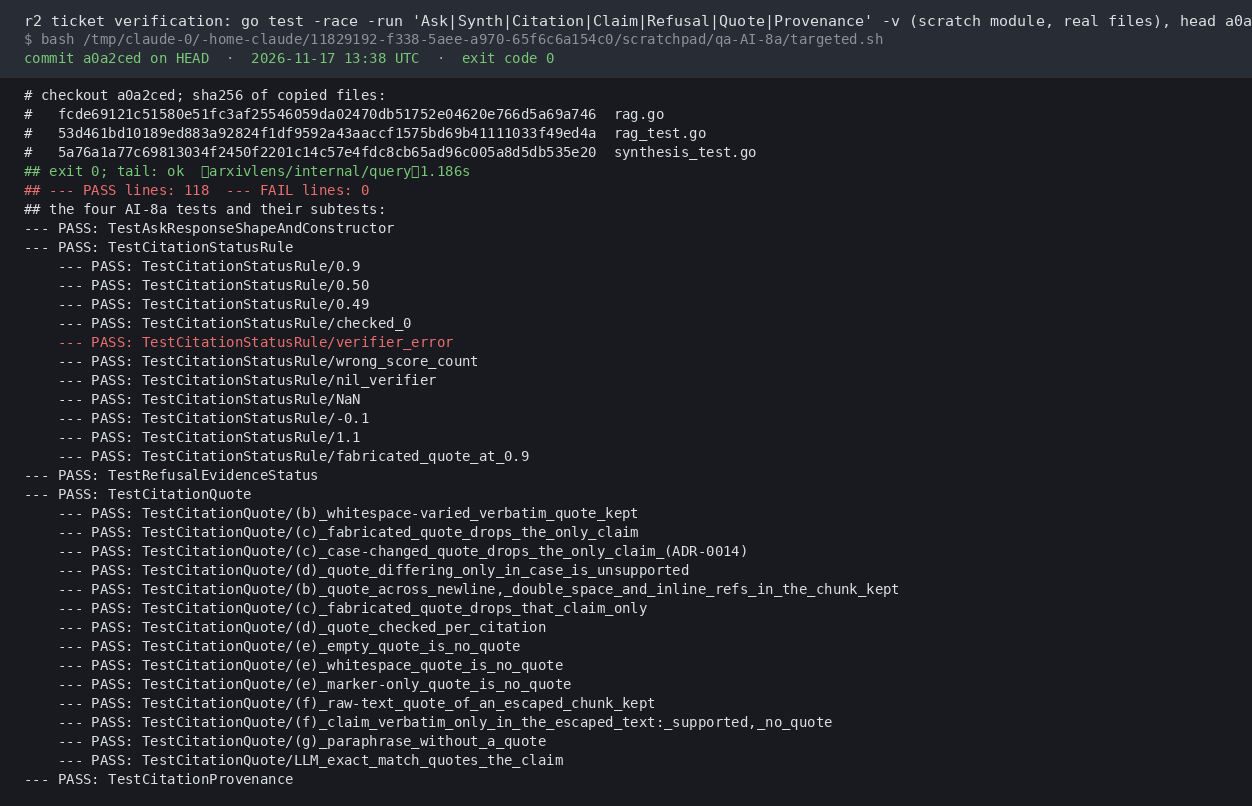 r2 ticket verification: go test -race -run 'Ask|Synth|Citation|Claim|Refusal|Quote|Provenance' -v (scratch module, real files), head a0a
$ bash /tmp/claude-0/-home-claude/11829192-f338-5aee-a970-65f6c6a154c0/scratchpad/qa-AI-8a/targeted.sh
commit a0a2ced on HEAD · 2026-11-17 13:38 UTC · exit code 0
# checkout a0a2ced; sha256 of copied files:
#   fcde69121c51580e51fc3af25546059da02470db51752e04620e766d5a69a746  rag.go
#   53d461bd10189ed883a92824f1df9592a43aaccf1575bd69b41111033f49ed4a  rag_test.go
#   5a76a1a77c69813034f2450f2201c14c57e4fdc8cb65ad96c005a8d5db535e20  synthesis_test.go
## exit 0; tail: ok  arxivlens/internal/query 1.186s
## --- PASS lines: 118  --- FAIL lines: 0
## the four AI-8a tests and their subtests:
--- PASS: TestAskResponseShapeAndConstructor
--- PASS: TestCitationStatusRule
    --- PASS: TestCitationStatusRule/0.9
    --- PASS: TestCitationStatusRule/0.50
    --- PASS: TestCitationStatusRule/0.49
    --- PASS: TestCitationStatusRule/checked_0
    --- PASS: TestCitationStatusRule/verifier_error
    --- PASS: TestCitationStatusRule/wrong_score_count
    --- PASS: TestCitationStatusRule/nil_verifier
    --- PASS: TestCitationStatusRule/NaN
    --- PASS: TestCitationStatusRule/-0.1
    --- PASS: TestCitationStatusRule/1.1
    --- PASS: TestCitationStatusRule/fabricated_quote_at_0.9
--- PASS: TestRefusalEvidenceStatus
--- PASS: TestCitationQuote
    --- PASS: TestCitationQuote/(b)_whitespace-varied_verbatim_quote_kept
    --- PASS: TestCitationQuote/(c)_fabricated_quote_drops_the_only_claim
    --- PASS: TestCitationQuote/(c)_case-changed_quote_drops_the_only_claim_(ADR-0014)
    --- PASS: TestCitationQuote/(d)_quote_differing_only_in_case_is_unsupported
    --- PASS: TestCitationQuote/(b)_quote_across_newline,_double_space_and_inline_refs_in_the_chunk_kept
    --- PASS: TestCitationQuote/(c)_fabricated_quote_drops_that_claim_only
    --- PASS: TestCitationQuote/(d)_quote_checked_per_citation
    --- PASS: TestCitationQuote/(e)_empty_quote_is_no_quote
    --- PASS: TestCitationQuote/(e)_whitespace_quote_is_no_quote
    --- PASS: TestCitationQuote/(e)_marker-only_quote_is_no_quote
    --- PASS: TestCitationQuote/(f)_raw-text_quote_of_an_escaped_chunk_kept
    --- PASS: TestCitationQuote/(f)_claim_verbatim_only_in_the_escaped_text:_supported,_no_quote
    --- PASS: TestCitationQuote/(g)_paraphrase_without_a_quote
    --- PASS: TestCitationQuote/LLM_exact_match_quotes_the_claim
--- PASS: TestCitationProvenance